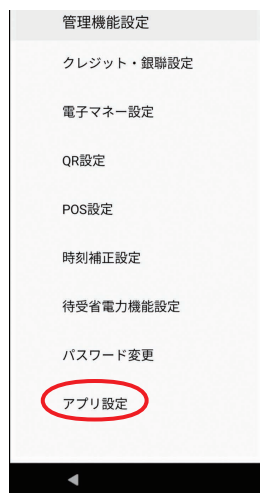 管理機能設定
クレジット・銀聯設定
電子マネー設定
QR設定
POS設定
時刻補正設定
待受省電力機能設定
パスワード変更
アプリ設定